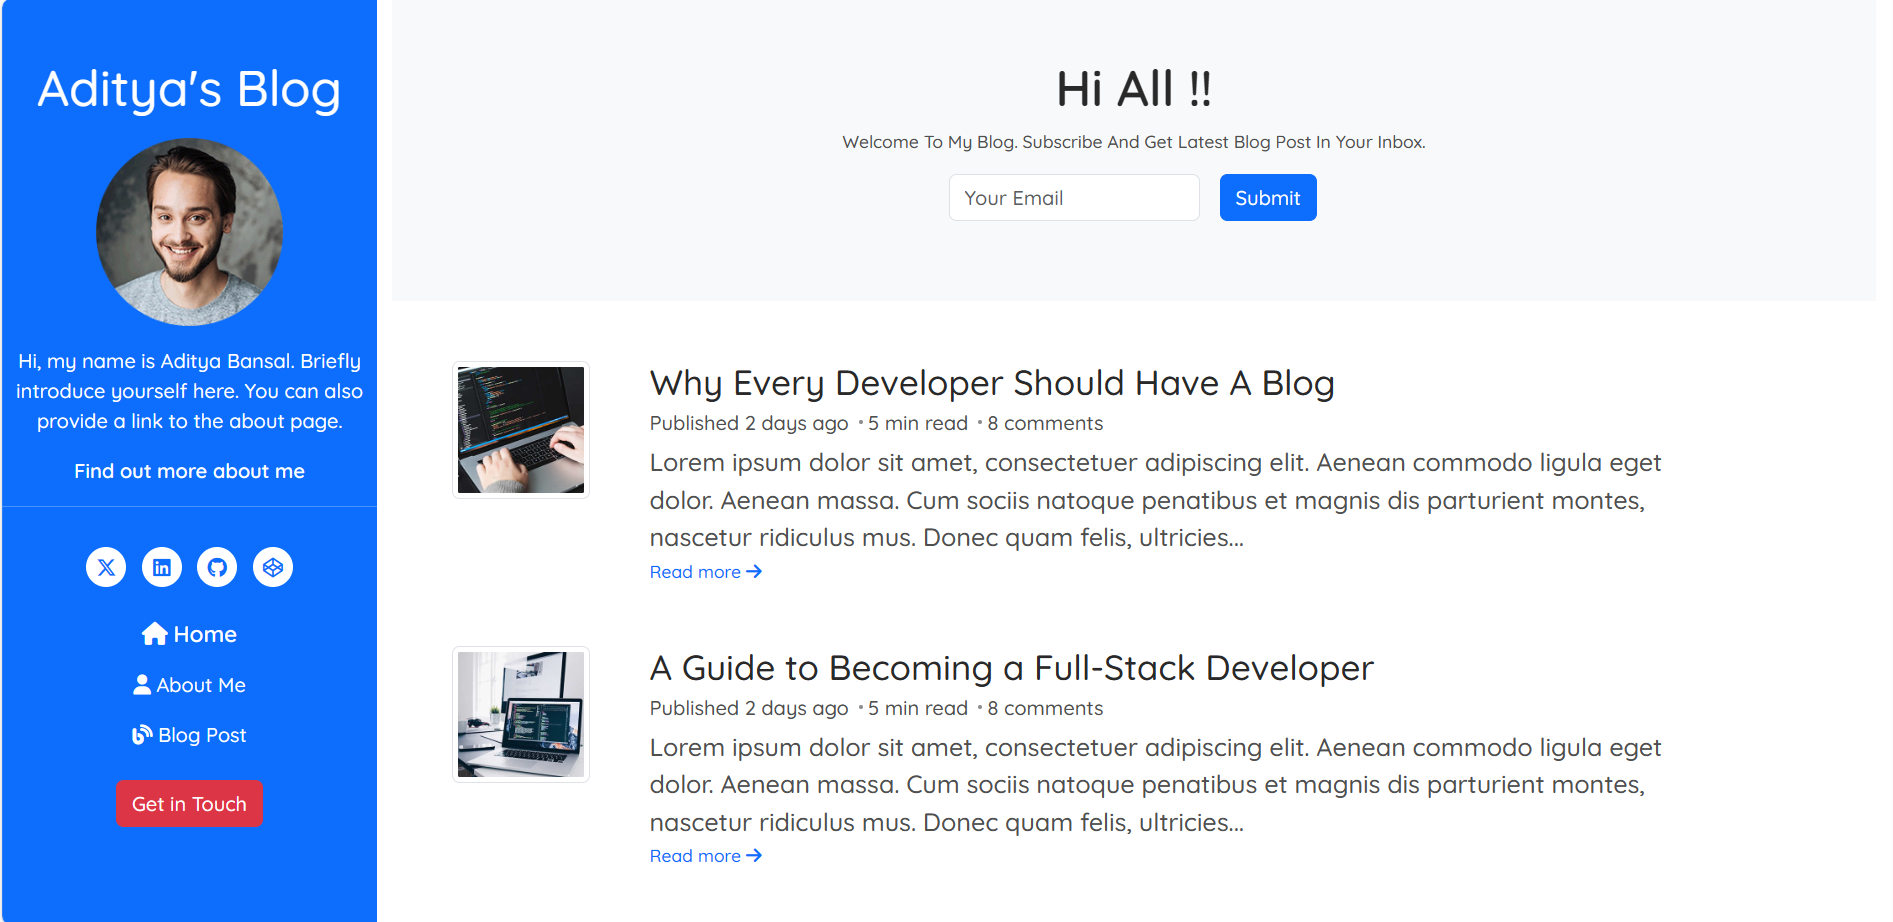 Aditya's Blog
Hi, my name is Aditya Bansal. Briefly
introduce yourself here. You can also
provide a link to the about page.
Find out more about me
Home
About Me
Blog Post
Get in Touch
Hi All !!
Welcome To My Blog. Subscribe And Get Latest Blog Post In Your Inbox.
Your Email
Submit
Why Every Developer Should Have A Blog
Published 2 days ago • 5 min read • 8 comments
Lorem ipsum dolor sit amet, consectetuer adipiscing elit. Aenean commodo ligula eget
dolor. Aenean massa. Cum sociis natoque penatibus et magnis dis parturient montes,
nascetur ridiculus mus. Donec quam felis, ultricies...
Read more →
A Guide to Becoming a Full-Stack Developer
Published 2 days ago • 5 min read • 8 comments
Lorem ipsum dolor sit amet, consectetuer adipiscing elit. Aenean commodo ligula eget
dolor. Aenean massa. Cum sociis natoque penatibus et magnis dis parturient montes,
nascetur ridiculus mus. Donec quam felis, ultricies...
Read more →